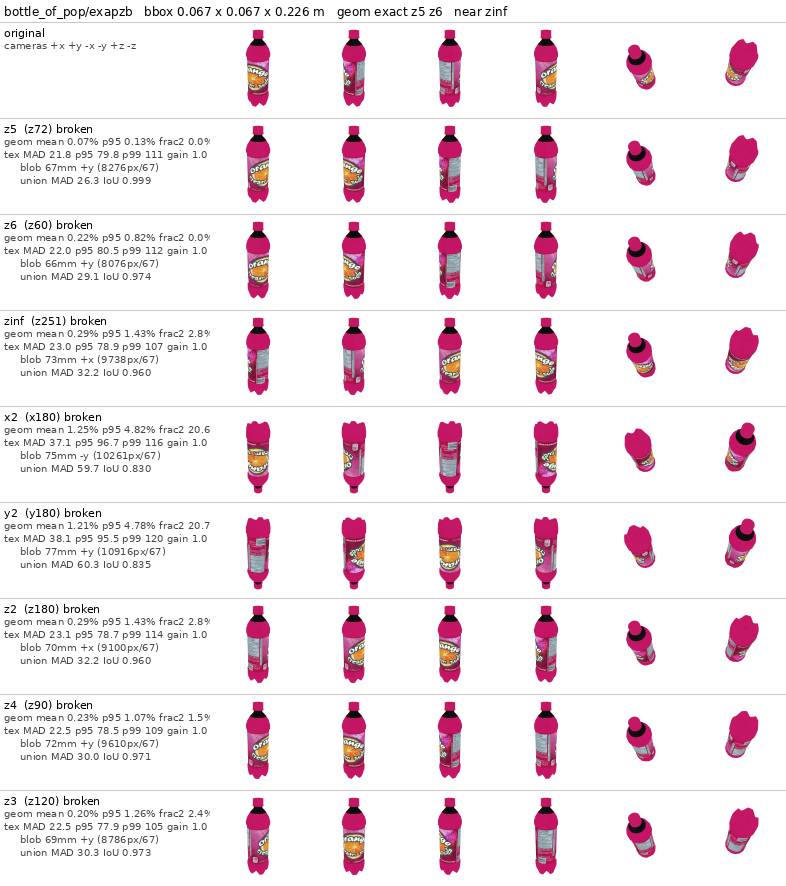 bottle_of_pop/exapzb bbox 0.067 x 0.067 x 0.226 m geom exact z5 z6 near zinf
original
cameras +x +y -x -y +z -z
z5 (z72) broken
geom mean 0.07% p95 0.13% frac2 0.0%
tex MAD 21.8 p95 79.8 p99 111 gain 1.0
blob 67mm +y (8276px/67)
union MAD 26.3 IoU 0.999
z6 (z60) broken
geom mean 0.22% p95 0.82% frac2 0.0%
tex MAD 22.0 p95 80.5 p99 112 gain 1.0
blob 66mm +y (8076px/67)
union MAD 29.1 IoU 0.974
zinf (z251) broken
geom mean 0.29% p95 1.43% frac2 2.8%
tex MAD 23.0 p95 78.9 p99 107 gain 1.0
blob 73mm +x (9738px/67)
union MAD 32.2 IoU 0.960
x2 (x180) broken
geom mean 1.25% p95 4.82% frac2 20.6
tex MAD 37.1 p95 96.7 p99 116 gain 1.0
blob 75mm -y (10261px/67)
union MAD 59.7 IoU 0.830
y2 (y180) broken
geom mean 1.21% p95 4.78% frac2 20.7
tex MAD 38.1 p95 95.5 p99 120 gain 1.0
blob 77mm +y (10916px/67)
union MAD 60.3 IoU 0.835
z2 (z180) broken
geom mean 0.29% p95 1.43% frac2 2.8%
tex MAD 23.1 p95 78.7 p99 114 gain 1.0
blob 70mm +x (9100px/67)
union MAD 32.2 IoU 0.960
z4 (z90) broken
geom mean 0.23% p95 1.07% frac2 1.5%
tex MAD 22.5 p95 78.5 p99 109 gain 1.0
blob 72mm +y (9610px/67)
union MAD 30.0 IoU 0.971
z3 (z120) broken
geom mean 0.20% p95 1.26% frac2 2.4%
tex MAD 22.5 p95 77.9 p99 105 gain 1.0
blob 69mm +y (8786px/67)
union MAD 30.3 IoU 0.973